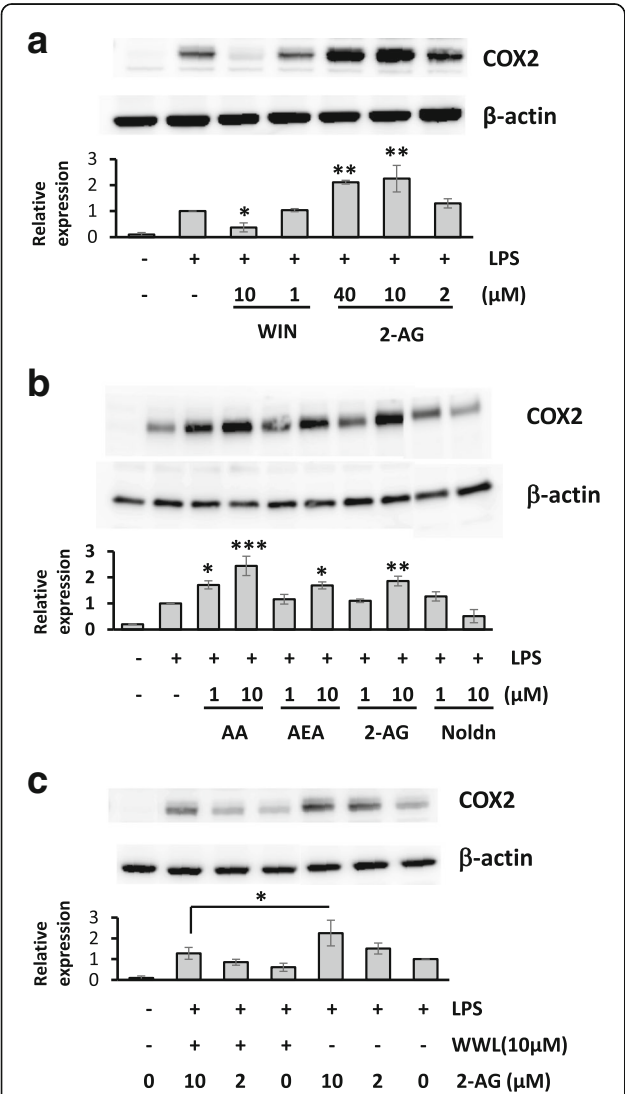 a
COX2
β-actin
Relative expression
3
2
1
0
* ** **
- + + + + + + LPS
- - 10 1 40 10 2 (μM)
WIN 2-AG
b
COX2
β-actin
Relative expression
3
2
1
0
* *** * **
- + + + + + + + + + LPS
- - 1 10 1 10 1 10 1 10 (μM)
AA AEA 2-AG Noldn
c
COX2
β-actin
Relative expression
3
2
1
0
*
- + + + + + + LPS
- + + + - - - WWL(10μM)
0 10 2 0 10 2 0 2-AG (μM)